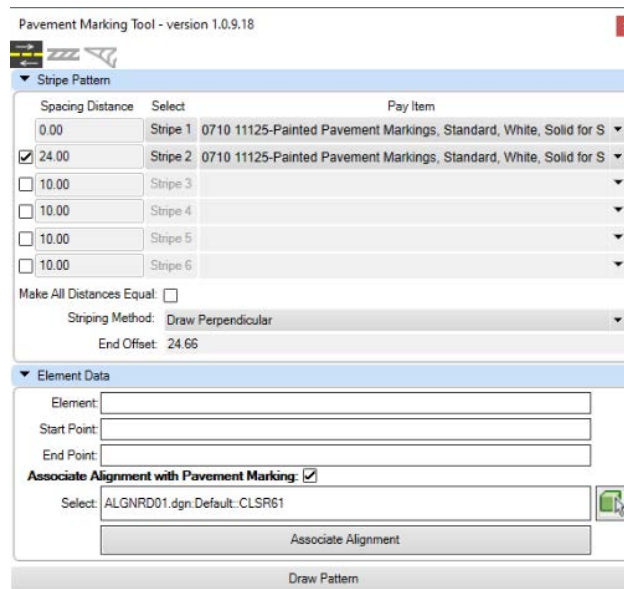 Pavement Marking Tool - version 1.0.9.18
Stripe Pattern
Spacing Distance Select Pay Item
0.00 Stripe 1 0710 11125-Painted Pavement Markings, Standard, White, Solid for S
24.00 Stripe 2 0710 11125-Painted Pavement Markings, Standard, White, Solid for S
10.00 Stripe 3
10.00 Stripe 4
10.00 Stripe 5
10.00 Stripe 6
Make All Distances Equal:
Striping Method: Draw Perpendicular
End Offset: 24.66
Element Data
Element:
Start Point:
End Point:
Associate Alignment with Pavement Marking:
Select: ALGNRD01.dgn:Default::CLSR61
Associate Alignment
Draw Pattern